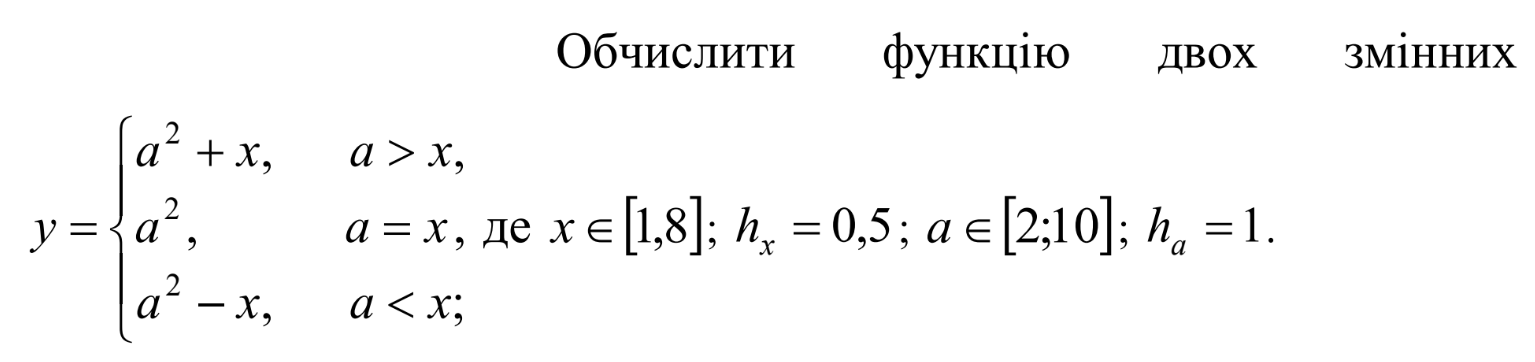 Обчислити функцію двох змінних
a² + x, a > x,
y = { a², a = x, де x ∈ [1,8]; hₓ = 0,5; a ∈ [2;10]; hₐ = 1.
a² − x, a < x;